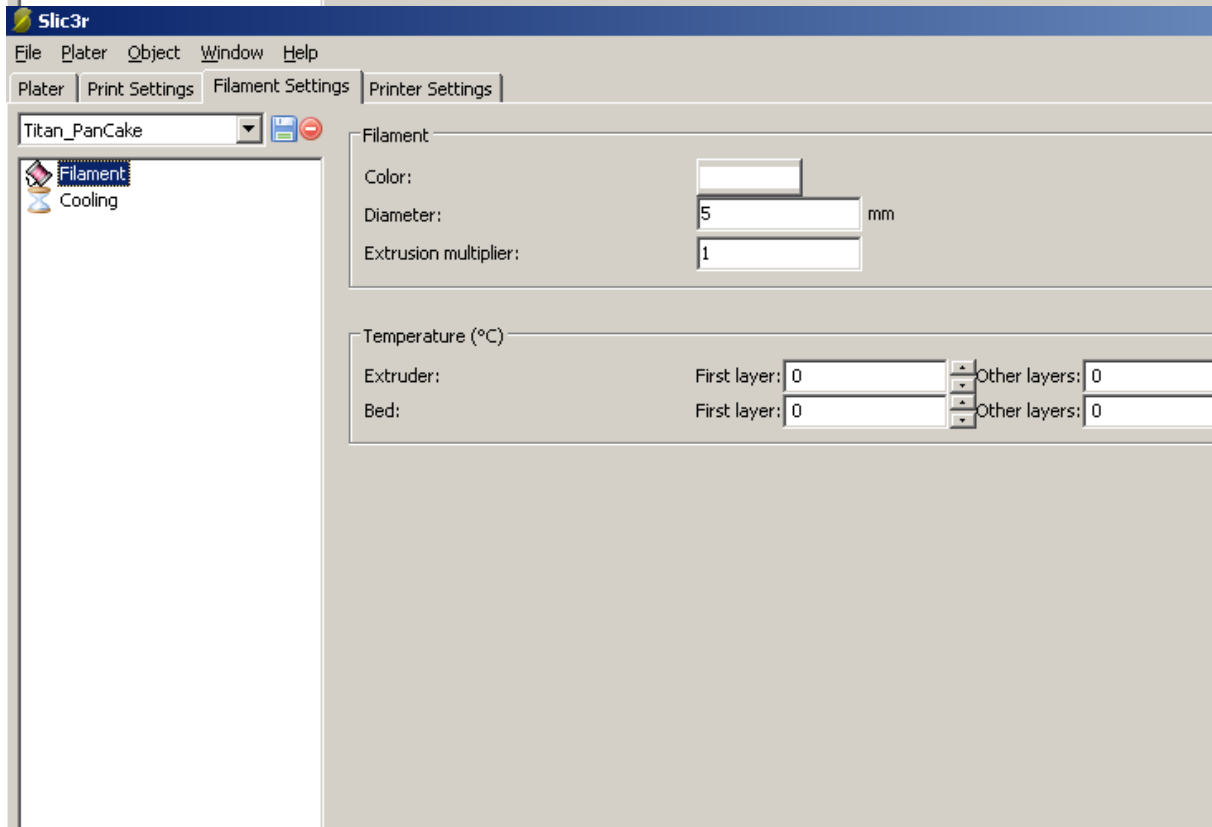 Slic3r
File Plater Object Window Help
Plater Print Settings Filament Settings Printer Settings
Titan_PanCake
Filament
Cooling
Filament
Color:
Diameter: 5 mm
Extrusion multiplier: 1
Temperature (°C)
Extruder: First layer: 0 Other layers: 0
Bed: First layer: 0 Other layers: 0